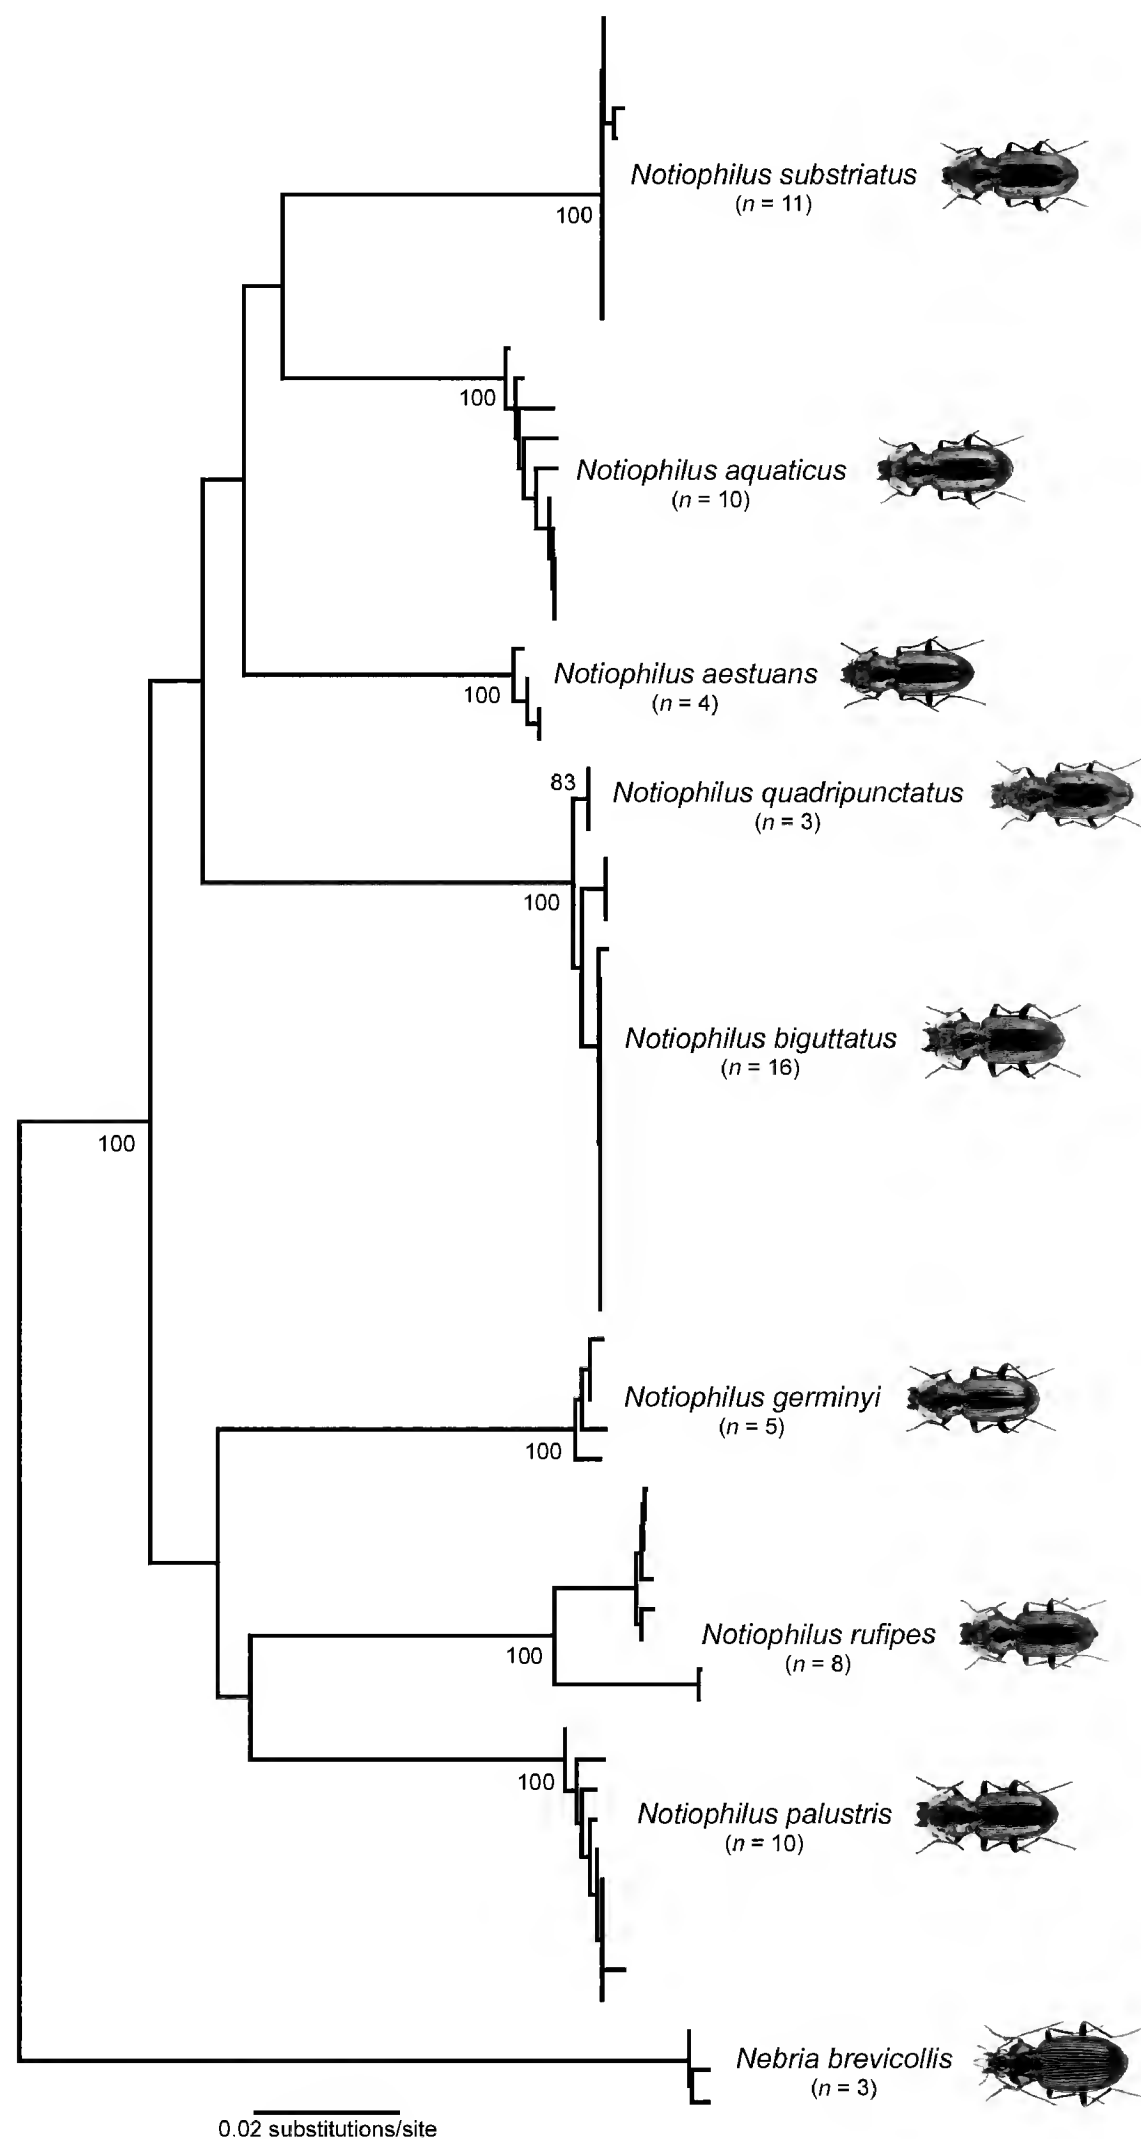 Notiophilus substriatus
(n = 11)
100
Notiophilus aquaticus
(n = 10)
100
Notiophilus aestuans
(n = 4)
100
83
Notiophilus quadripunctatus
(n = 3)
100
Notiophilus biguttatus
(n = 16)
100
Notiophilus germinyi
(n = 5)
100
Notiophilus rufipes
(n = 8)
100
Notiophilus palustris
(n = 10)
100
Nebria brevicollis
(n = 3)
0.02 substitutions/site